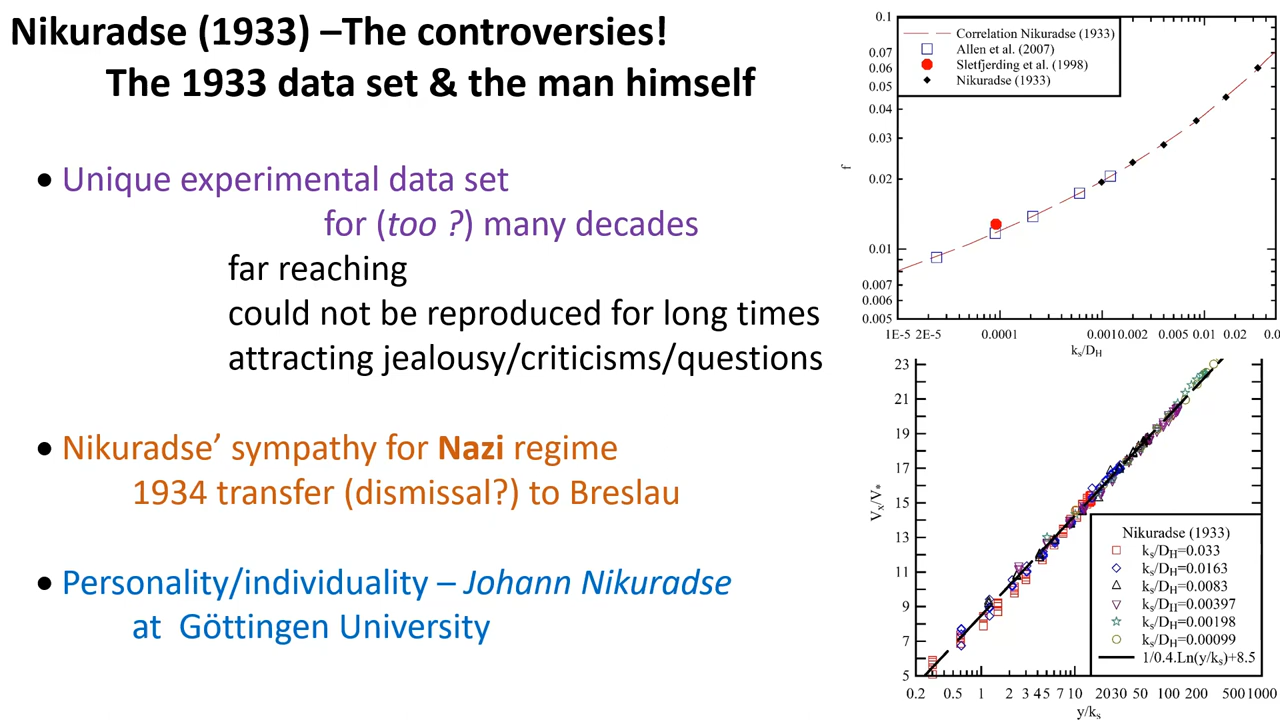 Nikuradse (1933) –The controversies!
The 1933 data set & the man himself
• Unique experimental data set
for (too ?) many decades
far reaching
could not be reproduced for long times
attracting jealousy/criticisms/questions
• Nikuradse’ sympathy for Nazi regime
1934 transfer (dismissal?) to Breslau
• Personality/individuality – Johann Nikuradse
at Göttingen University
0.1
0.07
0.06
0.05
0.04
0.03
0.02
0.01
0.007
0.006
0.005
f
Correlation Nikuradse (1933)
Allen et al. (2007)
Sletfjerding et al. (1998)
Nikuradse (1933)
1E-5 2E-5 0.0001 0.001 0.002 0.005 0.01 0.02 0.0
ks/DH
23
21
19
17
15
13
11
9
7
5
Vx/V*
Nikuradse (1933)
ks/DH=0.033
ks/DH=0.0163
ks/DH=0.0083
ks/DH=0.00397
ks/DH=0.00198
ks/DH=0.00099
1/0.4.Ln(y/ks)+8.5
0.2 0.5 1 2 3 4 5 7 10 20 30 50 100 200 500 1000
y/ks